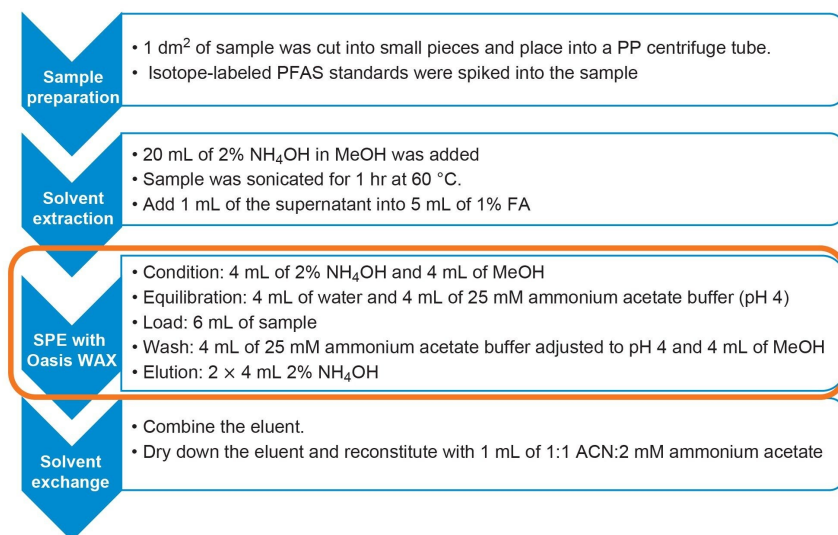 Sample
preparation
• 1 dm² of sample was cut into small pieces and place into a PP centrifuge tube.
• Isotope-labeled PFAS standards were spiked into the sample
Solvent
extraction
• 20 mL of 2% NH₄OH in MeOH was added
• Sample was sonicated for 1 hr at 60 °C.
• Add 1 mL of the supernatant into 5 mL of 1% FA
SPE with
Oasis WAX
• Condition: 4 mL of 2% NH₄OH and 4 mL of MeOH
• Equilibration: 4 mL of water and 4 mL of 25 mM ammonium acetate buffer (pH 4)
• Load: 6 mL of sample
• Wash: 4 mL of 25 mM ammonium acetate buffer adjusted to pH 4 and 4 mL of MeOH
• Elution: 2 × 4 mL 2% NH₄OH
Solvent
exchange
• Combine the eluent.
• Dry down the eluent and reconstitute with 1 mL of 1:1 ACN:2 mM ammonium acetate